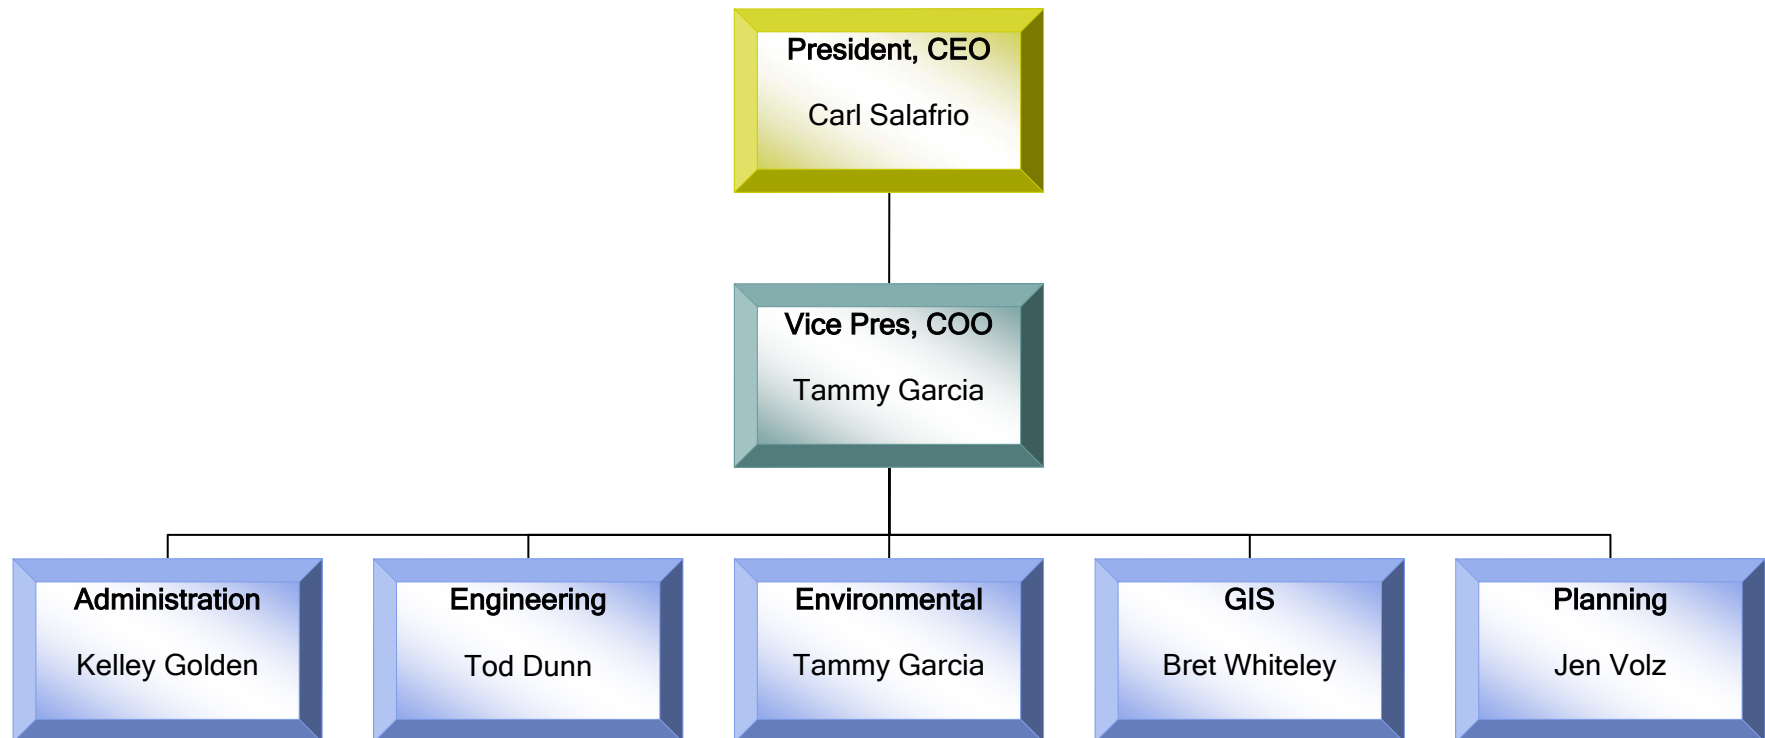 President, CEO
Carl Salafrio
Vice Pres, COO
Tammy Garcia
Administration
Kelley Golden
Engineering
Tod Dunn
Environmental
Tammy Garcia
GIS
Bret Whiteley
Planning
Jen Volz